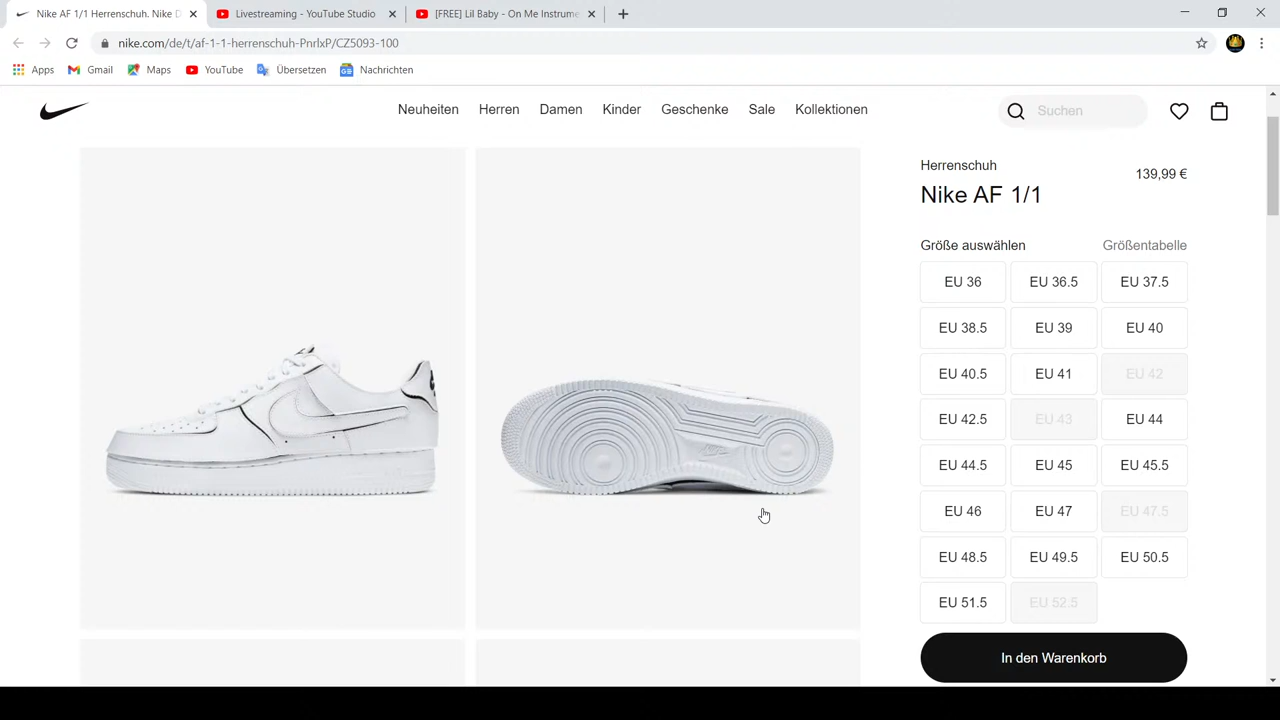 Nike AF 1/1 Herrenschuh. Nike D
Livestreaming - YouTube Studio
[FREE] Lil Baby - On Me Instrume
nike.com/de/t/af-1-1-herrenschuh-PnrlxP/CZ5093-100
Apps Gmail Maps YouTube Übersetzen Nachrichten
Neuheiten Herren Damen Kinder Geschenke Sale Kollektionen
Suchen
Herrenschuh
139,99 €
Nike AF 1/1
Größe auswählen Größentabelle
EU 36 EU 36.5 EU 37.5
EU 38.5 EU 39 EU 40
EU 40.5 EU 41 EU 42
EU 42.5 EU 43 EU 44
EU 44.5 EU 45 EU 45.5
EU 46 EU 47 EU 47.5
EU 48.5 EU 49.5 EU 50.5
EU 51.5 EU 52.5
In den Warenkorb